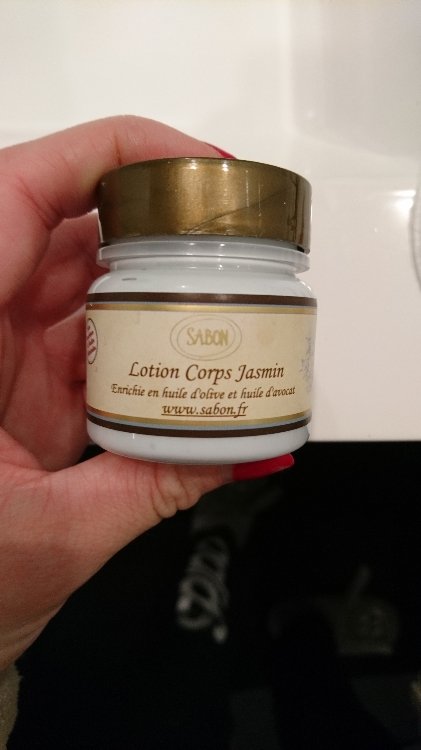 SABON
Lotion Corps Jasmin
Enrichie en huile d'olive et huile d'avocat
www.sabon.fr